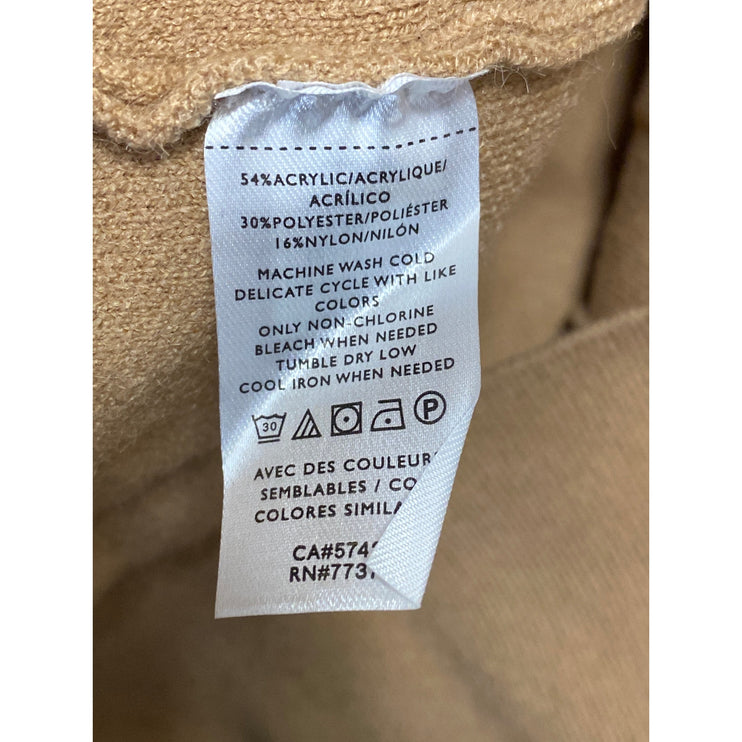 54%ACRYLIC/ACRYLIQUE/
ACRÍLICO
30%POLYESTER/POLIÉSTER
16%NYLON/NILÓN
MACHINE WASH COLD
DELICATE CYCLE WITH LIKE
COLORS
ONLY NON-CHLORINE
BLEACH WHEN NEEDED
TUMBLE DRY LOW
COOL IRON WHEN NEEDED
30 P
AVEC DES COULEUR
SEMBLABLES / CO
COLORES SIMILA
CA#574
RN#773